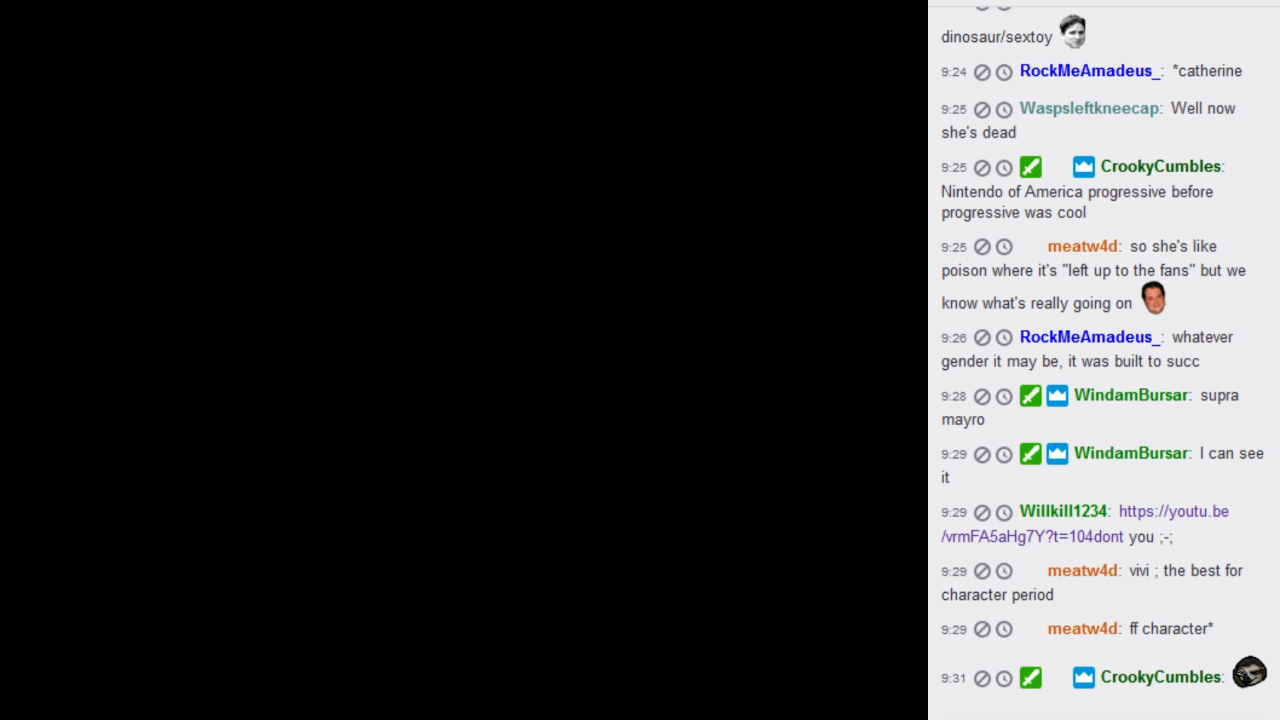 dinosaur/sextoy
9:24 RockMeAmadeus_: *catherine
9:25 Waspsleftkneecap: Well now
she's dead
9:25 CrookyCumbles:
Nintendo of America progressive before
progressive was cool
9:25 meatw4d: so she's like
poison where it's "left up to the fans" but we
know what's really going on
9:26 RockMeAmadeus_: whatever
gender it may be, it was built to succ
9:28 WindamBursar: supra
mayro
9:29 WindamBursar: I can see
it
9:29 Willkill1234: https://youtu.be
/vrmFA5aHg7Y?t=104dont you ;-;
9:29 meatw4d: vivi ; the best for
character period
9:29 meatw4d: ff character*
9:31 CrookyCumbles: